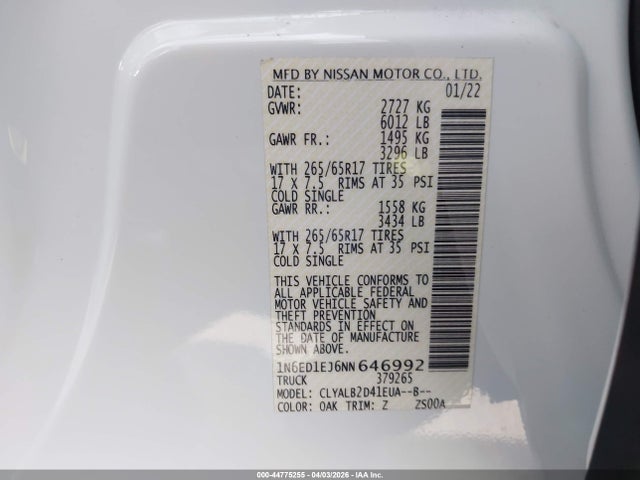 MFD BY NISSAN MOTOR CO., LTD.
DATE: 01/22
GVWR: 2727 KG
6012 LB
GAWR FR.: 1495 KG
3296 LB
WITH 265/65R17 TIRES
17 X 7.5 RIMS AT 35 PSI
COLD SINGLE
GAWR RR.: 1558 KG
3434 LB
WITH 265/65R17 TIRES
17 X 7.5 RIMS AT 35 PSI
COLD SINGLE
THIS VEHICLE CONFORMS TO
ALL APPLICABLE FEDERAL
MOTOR VEHICLE SAFETY AND
THEFT PREVENTION
STANDARDS IN EFFECT ON
THE DATE OF MANUFACTURE
SHOWN ABOVE.
1N6ED1EJ6NN646992
TRUCK 379265
MODEL: CLYALB2D41EUA--B--
COLOR: OAK TRIM: Z ZS00A
000-44775255 - 04/03/2026 - IAA Inc.